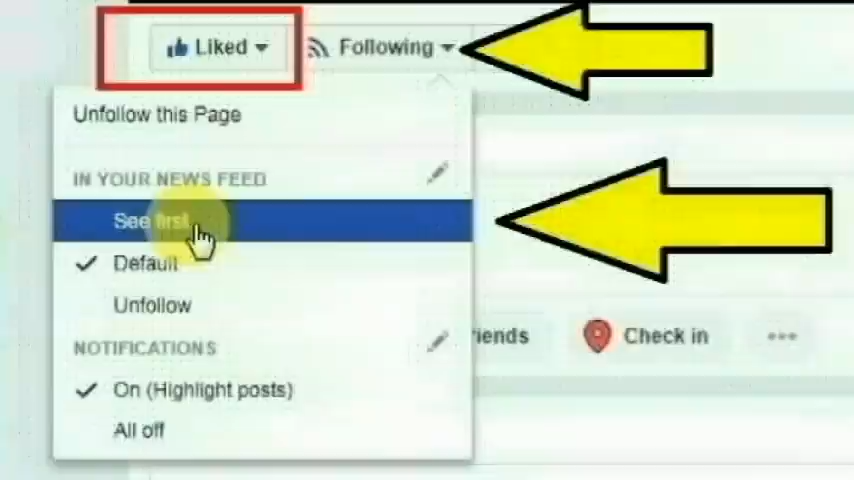 Liked Following
Unfollow this Page
IN YOUR NEWS FEED
See first
Default
Unfollow
NOTIFICATIONS
riends Check in
On (Highlight posts)
All off